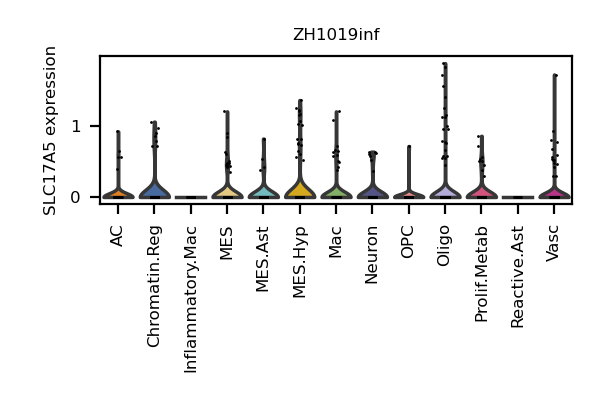 ZH1019inf
SLC17A5 expression
1
0
AC
Chromatin.Reg
Inflammatory.Mac
MES
MES.Ast
MES.Hyp
Mac
Neuron
OPC
Oligo
Prolif.Metab
Reactive.Ast
Vasc